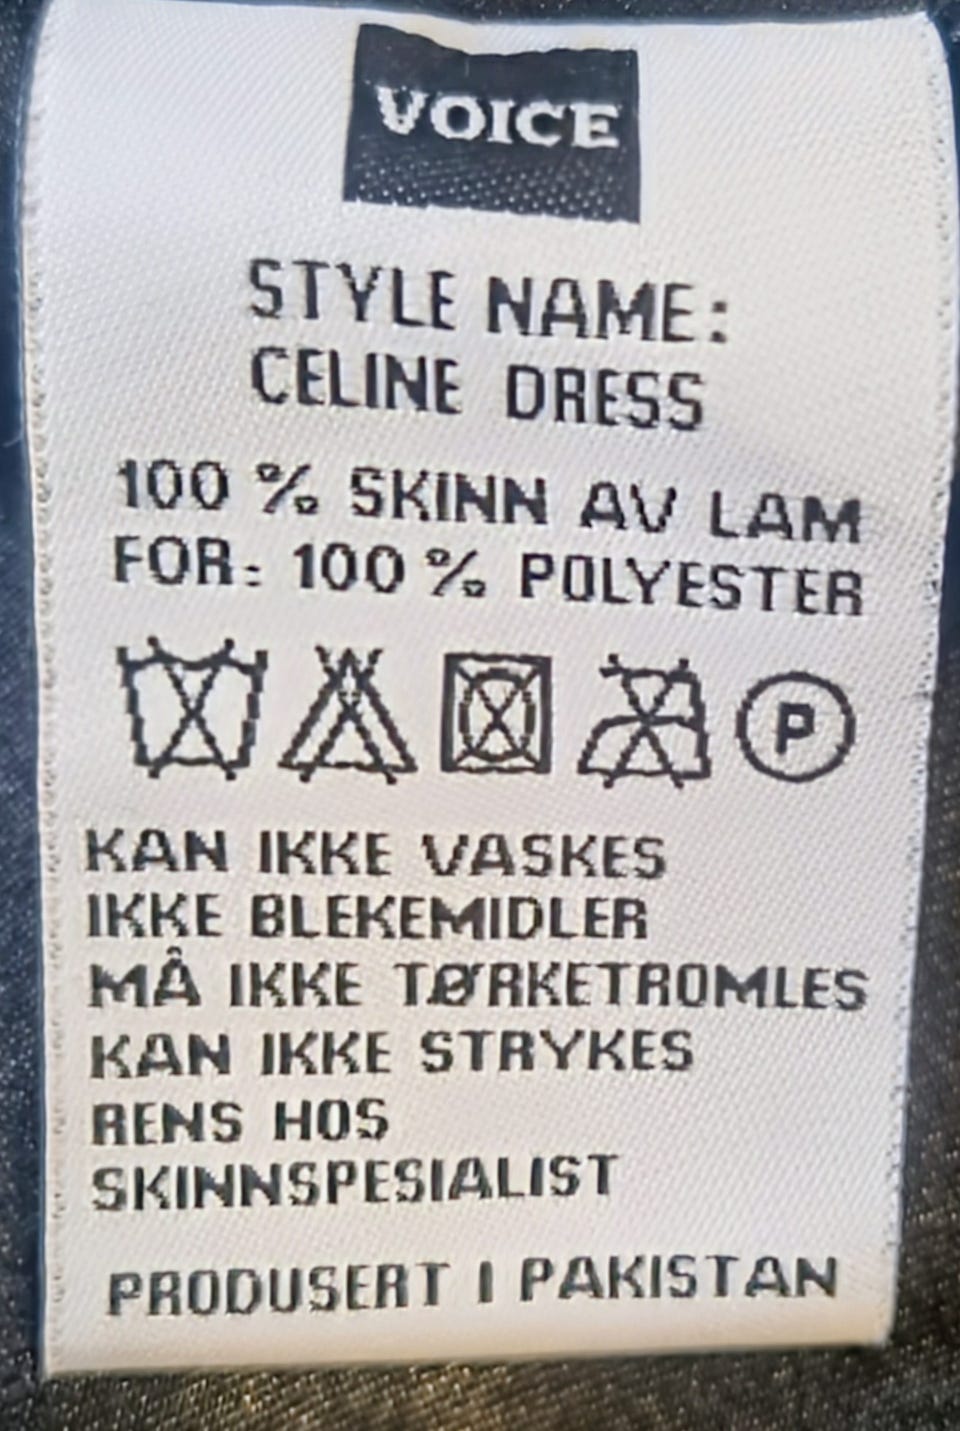 VOICE
STYLE NAME:
CELINE DRESS
100 % SKINN AV LAM
FOR: 100 % POLYESTER
P
KAN IKKE VASKES
IKKE BLEKEMIDLER
MÅ IKKE TØRKETROMLES
KAN IKKE STRYKES
RENS HOS
SKINNSPESIALIST
PRODUSERT I PAKISTAN